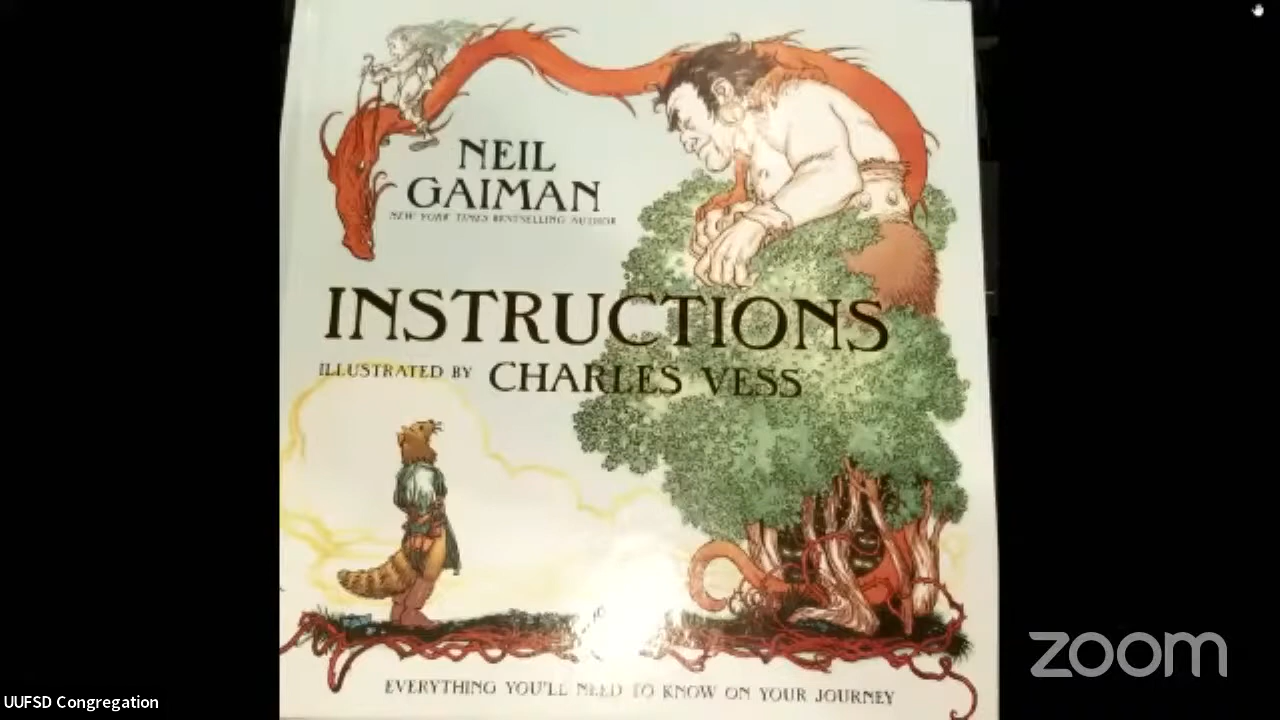 NEIL
GAIMAN
NEW YORK TIMES BESTSELLING AUTHOR
INSTRUCTIONS
ILLUSTRATED BY CHARLES VESS
EVERYTHING YOU'LL NEED TO KNOW ON YOUR JOURNEY
zoom
UUFSD Congregation